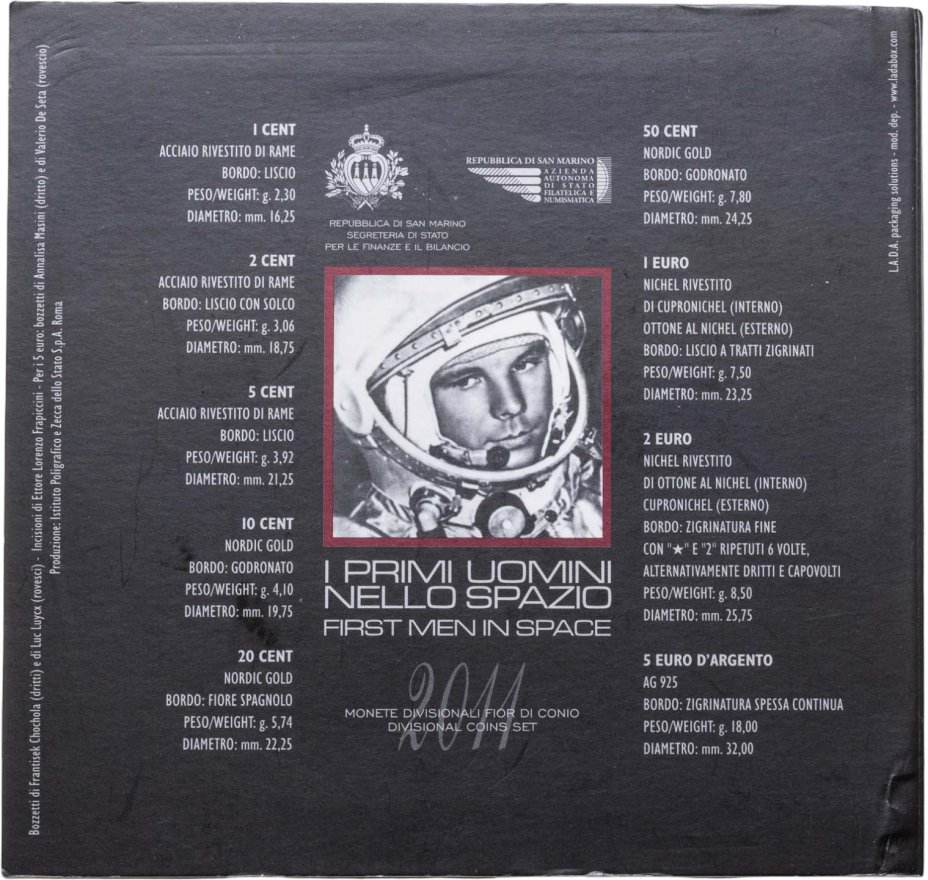 Bozzetti di Frantisek Chochola (dritti) e di Luc Luycx (rovesci) - Incisioni di Ettore Lorenzo Frapiccini - Per i 5 euro: bozzetti di Annalisa Masini (dritto) e di Valerio De Seta (rovescio)
Produzione: Istituto Poligrafico e Zecca dello Stato S.p.A. Roma
1 CENT
ACCIAIO RIVESTITO DI RAME
BORDO: LISCIO
PESO/WEIGHT: g. 2,30
DIAMETRO: mm. 16,25
2 CENT
ACCIAIO RIVESTITO DI RAME
BORDO: LISCIO CON SOLCO
PESO/WEIGHT: g. 3,06
DIAMETRO: mm. 18,75
5 CENT
ACCIAIO RIVESTITO DI RAME
BORDO: LISCIO
PESO/WEIGHT: g. 3,92
DIAMETRO: mm. 21,25
10 CENT
NORDIC GOLD
BORDO: GODRONATO
PESO/WEIGHT: g. 4,10
DIAMETRO: mm. 19,75
20 CENT
NORDIC GOLD
BORDO: FIORE SPAGNOLO
PESO/WEIGHT: g. 5,74
DIAMETRO: mm. 22,25
REPUBBLICA DI SAN MARINO
SEGRETERIA DI STATO
PER LE FINANZE E IL BILANCIO
REPUBBLICA DI SAN MARINO
AZIENDA
AUTONOMA
DI STATO
FILATELICA E
NUMISMATICA
I PRIMI UOMINI
NELLO SPAZIO
FIRST MEN IN SPACE
2011
MONETE DIVISIONALI FIOR DI CONIO
DIVISIONAL COINS SET
50 CENT
NORDIC GOLD
BORDO: GODRONATO
PESO/WEIGHT: g. 7,80
DIAMETRO: mm. 24,25
1 EURO
NICHEL RIVESTITO
DI CUPRONICHEL (INTERNO)
OTTONE AL NICHEL (ESTERNO)
BORDO: LISCIO A TRATTI ZIGRINATI
PESO/WEIGHT: g. 7,50
DIAMETRO: mm. 23,25
2 EURO
NICHEL RIVESTITO
DI OTTONE AL NICHEL (INTERNO)
CUPRONICHEL (ESTERNO)
BORDO: ZIGRINATURA FINE
CON "★" E "2" RIPETUTI 6 VOLTE,
ALTERNATIVAMENTE DRITTI E CAPOVOLTI
PESO/WEIGHT: g. 8,50
DIAMETRO: mm. 25,75
5 EURO D'ARGENTO
AG 925
BORDO: ZIGRINATURA SPESSA CONTINUA
PESO/WEIGHT: g. 18,00
DIAMETRO: mm. 32,00
L.A.D.A. packaging solutions - mod. dep. - www.ladabox.com